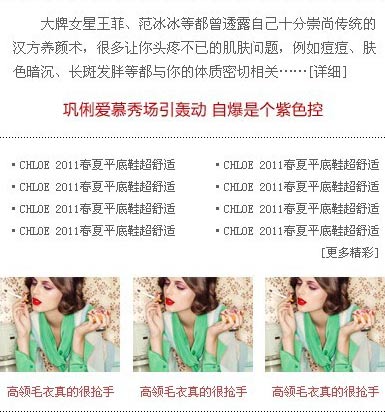 大牌女星王菲、范冰冰等都曾透露自己十分崇尚传统的
汉方养颜术，很多让你头疼不已的肌肤问题，例如痘痘、肤
色暗沉、长斑发胖等都与你的体质密切相关……[详细]
巩俐爱慕秀场引轰动 自爆是个紫色控
·CHLOE 2011春夏平底鞋超舒适 ·CHLOE 2011春夏平底鞋超舒适
·CHLOE 2011春夏平底鞋超舒适 ·CHLOE 2011春夏平底鞋超舒适
·CHLOE 2011春夏平底鞋超舒适 ·CHLOE 2011春夏平底鞋超舒适
·CHLOE 2011春夏平底鞋超舒适 ·CHLOE 2011春夏平底鞋超舒适
[更多精彩]
高领毛衣真的很抢手 高领毛衣真的很抢手 高领毛衣真的很抢手